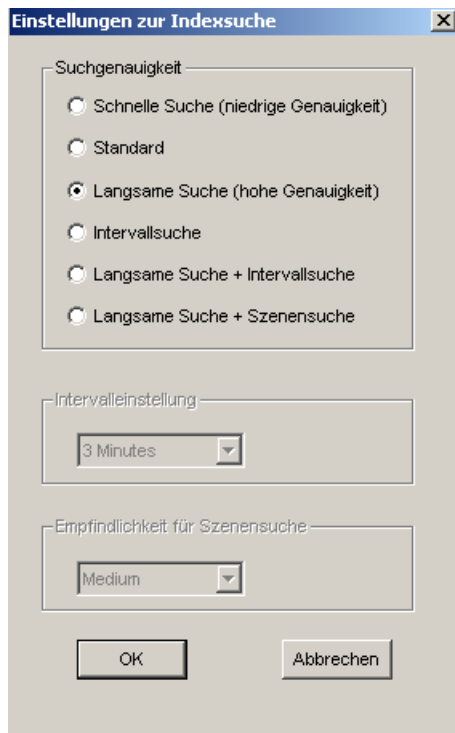 Einstellungen zur Indexsuche
Suchgenauigkeit
Schnelle Suche (niedrige Genauigkeit)
Standard
Langsame Suche (hohe Genauigkeit)
Intervallsuche
Langsame Suche + Intervallsuche
Langsame Suche + Szenensuche
Intervalleinstellung
3 Minutes
Empfindlichkeit für Szenensuche
Medium
OK Abbrechen